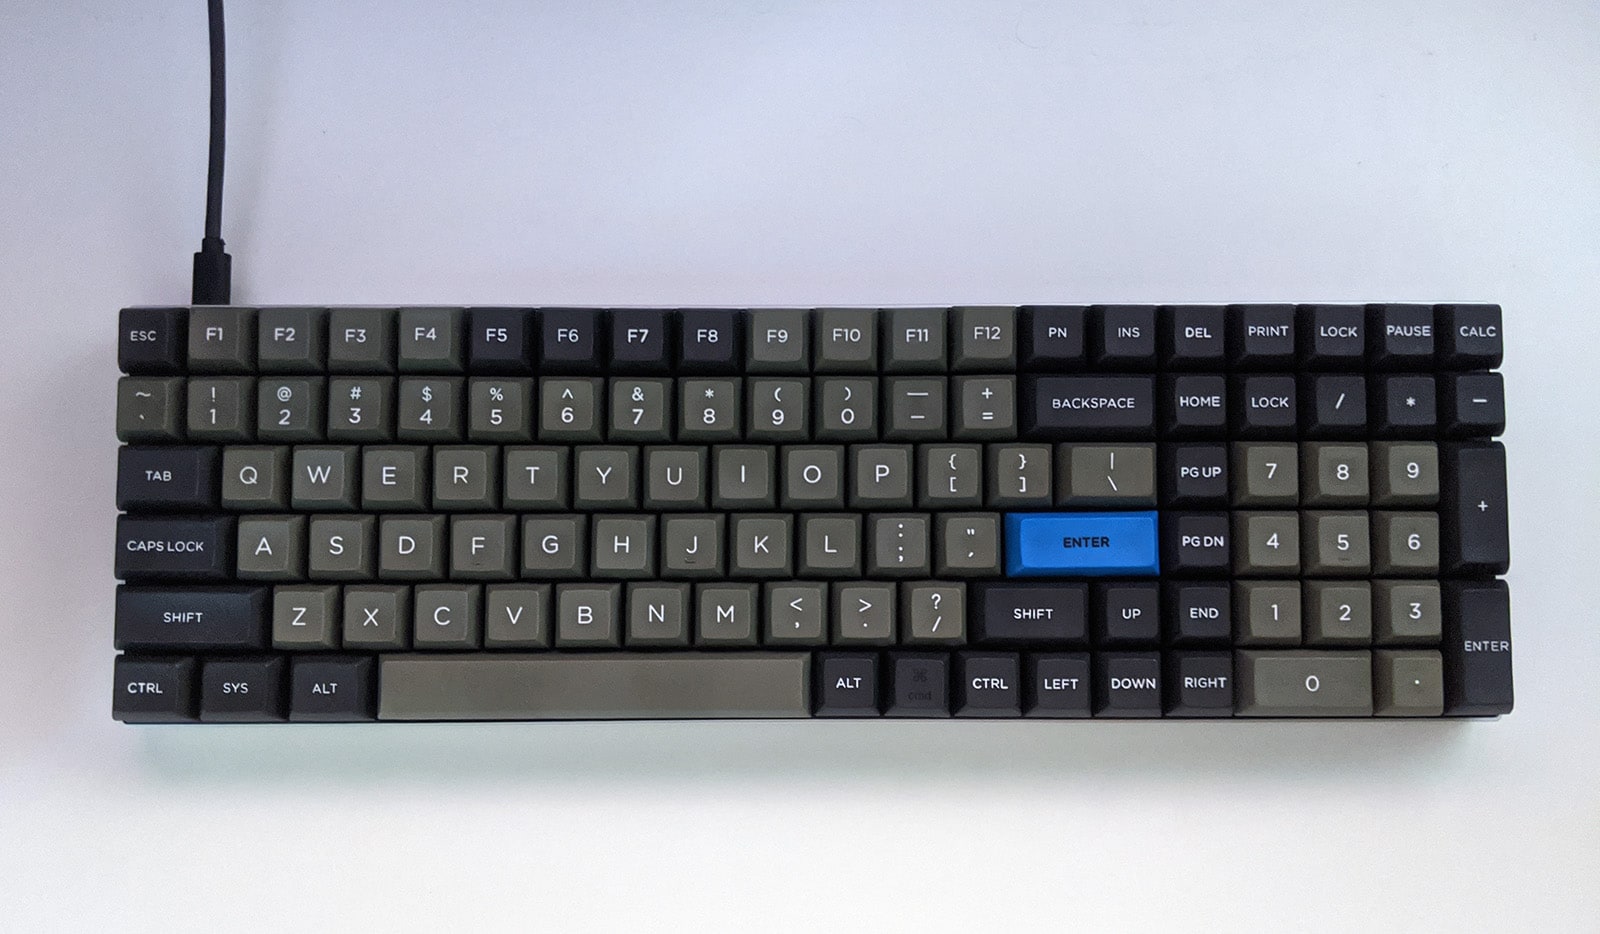 ESC F1 F2 F3 F4 F5 F6 F7 F8 F9 F10 F11 F12 PN INS DEL PRINT LOCK PAUSE CALC
~ ! @ # $ % ^ & * ( ) — +
` 1 2 3 4 5 6 7 8 9 0 – = BACKSPACE HOME LOCK / * –
TAB Q W E R T Y U I O P { } | PG UP 7 8 9
[ ] \ +
CAPS LOCK A S D F G H J K L : " ENTER PG DN 4 5 6
; ,
SHIFT Z X C V B N M < > ? SHIFT UP END 1 2 3
, . / ENTER
CTRL SYS ALT ALT ⌘ CTRL LEFT DOWN RIGHT 0 .
cmd